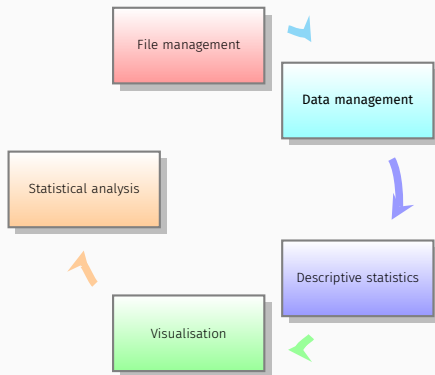 File management
Data management
Descriptive statistics
Visualisation
Statistical analysis